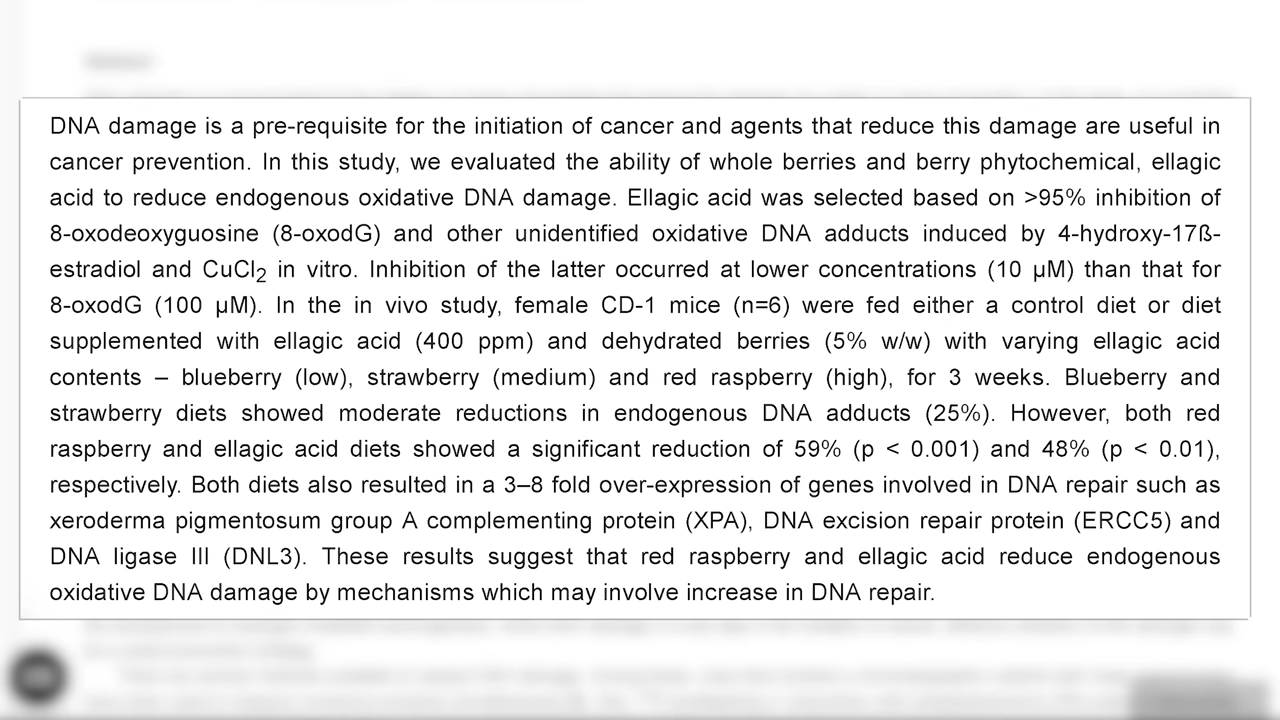 DNA damage is a pre-requisite for the initiation of cancer and agents that reduce this damage are useful in
cancer prevention. In this study, we evaluated the ability of whole berries and berry phytochemical, ellagic
acid to reduce endogenous oxidative DNA damage. Ellagic acid was selected based on >95% inhibition of
8-oxodeoxyguosine (8-oxodG) and other unidentified oxidative DNA adducts induced by 4-hydroxy-17ß-
estradiol and CuCl₂ in vitro. Inhibition of the latter occurred at lower concentrations (10 μM) than that for
8-oxodG (100 μM). In the in vivo study, female CD-1 mice (n=6) were fed either a control diet or diet
supplemented with ellagic acid (400 ppm) and dehydrated berries (5% w/w) with varying ellagic acid
contents – blueberry (low), strawberry (medium) and red raspberry (high), for 3 weeks. Blueberry and
strawberry diets showed moderate reductions in endogenous DNA adducts (25%). However, both red
raspberry and ellagic acid diets showed a significant reduction of 59% (p < 0.001) and 48% (p < 0.01),
respectively. Both diets also resulted in a 3–8 fold over-expression of genes involved in DNA repair such as
xeroderma pigmentosum group A complementing protein (XPA), DNA excision repair protein (ERCC5) and
DNA ligase III (DNL3). These results suggest that red raspberry and ellagic acid reduce endogenous
oxidative DNA damage by mechanisms which may involve increase in DNA repair.